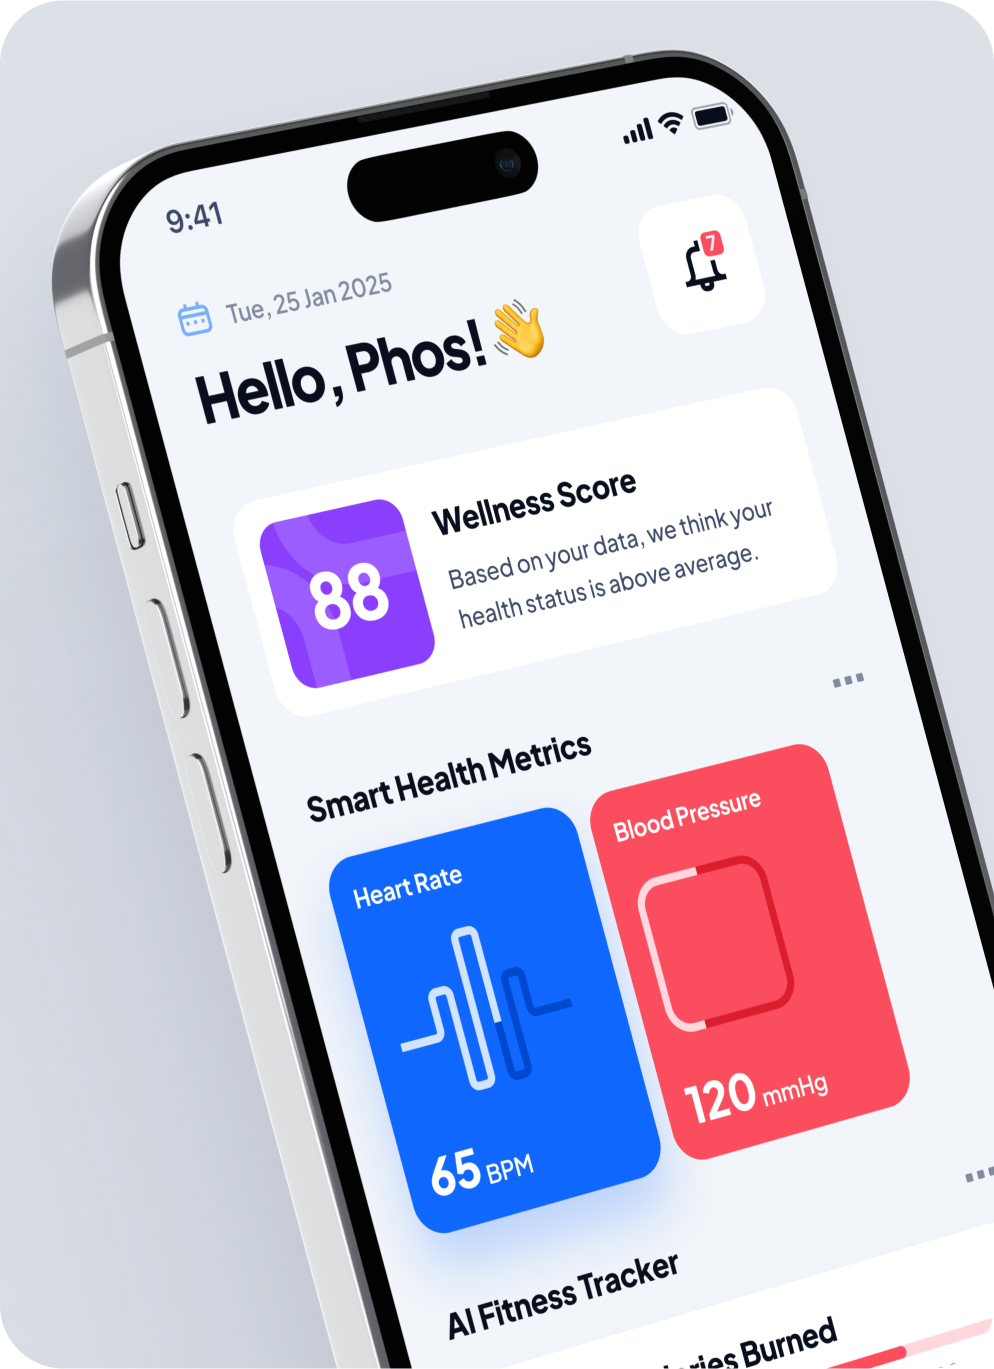 9:41
7
Tue, 25 Jan 2025
Hello, Phos! 👋
88
Wellness Score
Based on your data, we think your
health status is above average.
Smart Health Metrics
Heart Rate
65 BPM
Blood Pressure
120 mmHg
AI Fitness Tracker
Burned